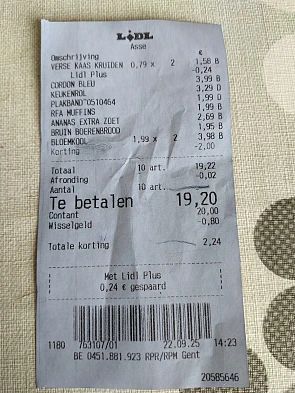 LIDL
Asse
Omschrijving €
VERSE KAAS KRUIDEN 0,79 x 2 1,58 B
Lidl Plus -0,24
CORDON BLEU 3,99 B
KEUKENROL 3,29 D
PLAKBAND 0510464 1,99 D
RFA MUFFINS 1,99 B
ANANAS EXTRA ZOET 2,69 B
BRUIN BOERENBROOD 1,95 B
BLOEMKOOL 1,99 x 2 3,98 B
Korting -2,00
Totaal 10 art. 19,22
Afronding -0,02
Aantal 10 art.
Te betalen 19,20
Contant 20,00
Wisselgeld -0,80
Totale korting 2,24
Met Lidl Plus
0,24 € gespaard
1180 763107/01 22.09.25 14:23
BE 0451.881.923 RPR/RPM Gent
20585646